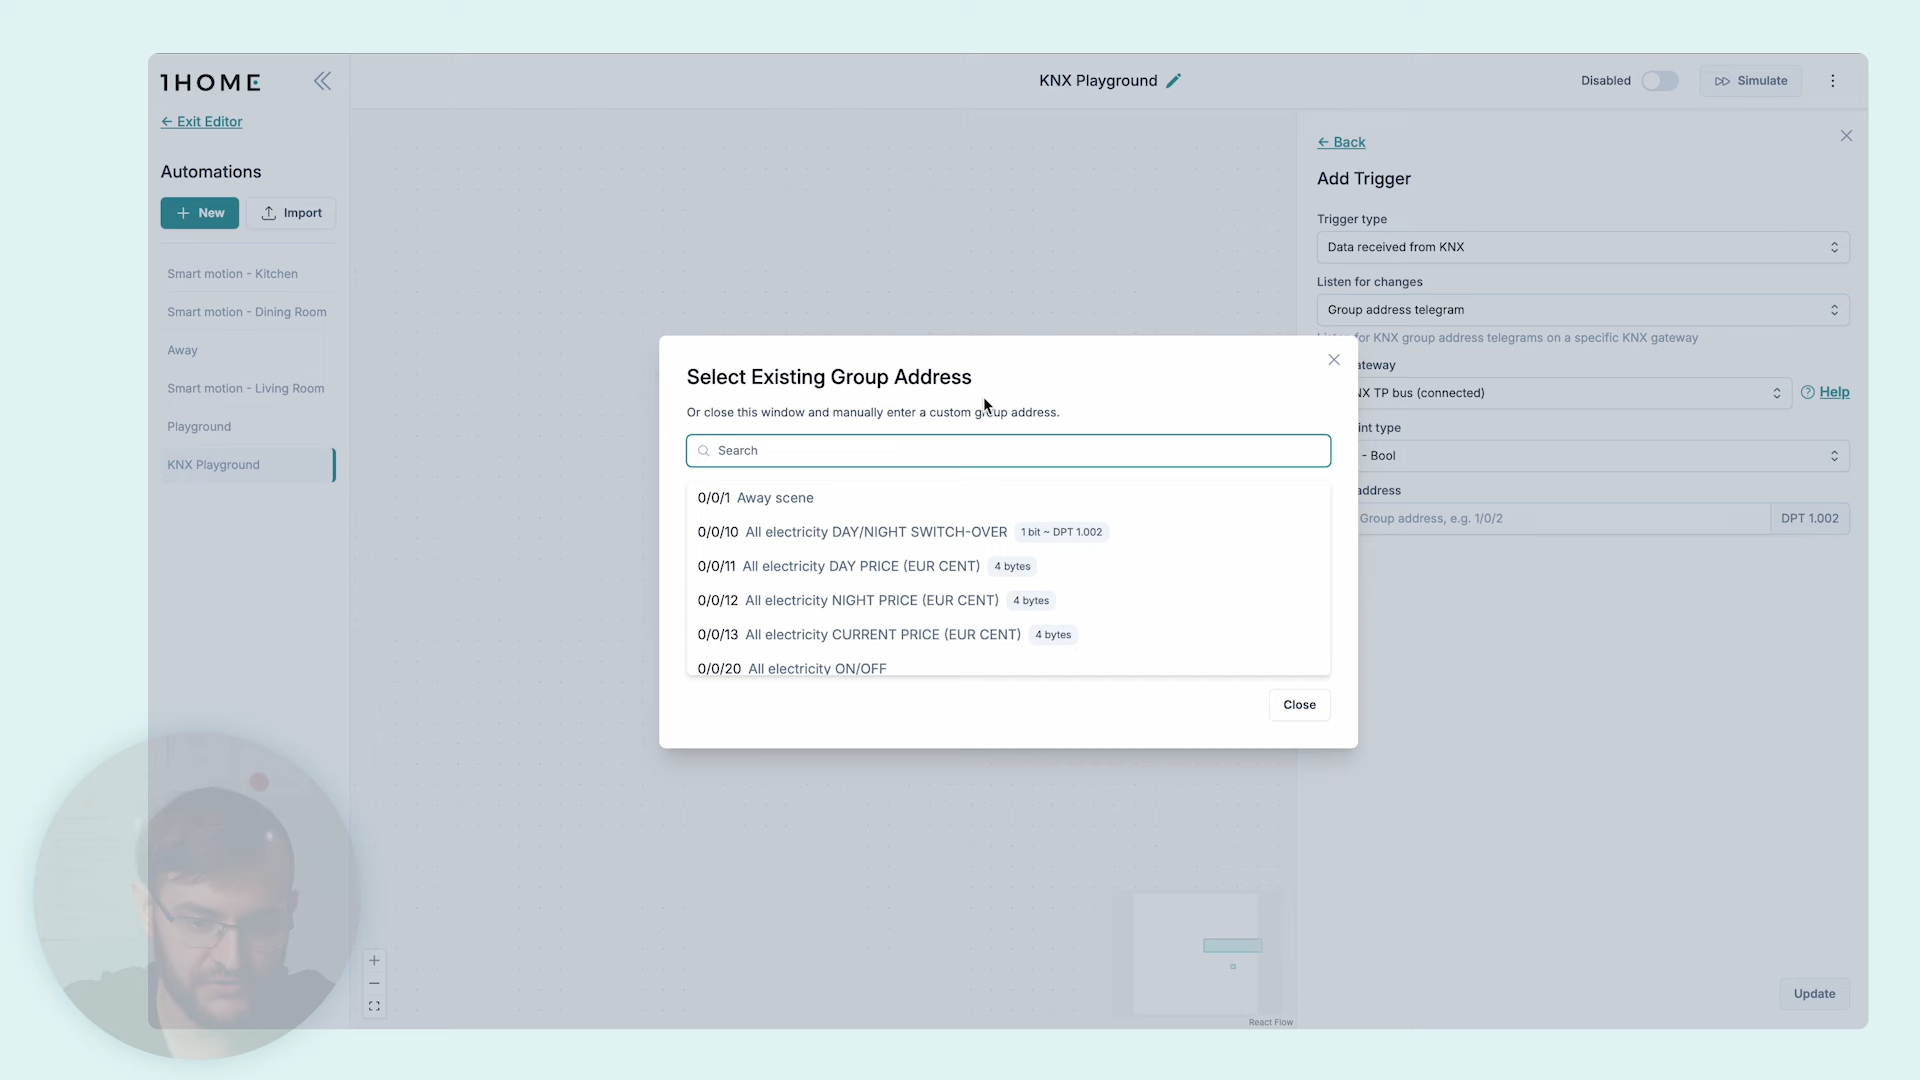 1HOME
← Exit Editor
Automations
+ New
Import
Smart motion - Kitchen
Smart motion - Dining Room
Away
Smart motion - Living Room
Playground
KNX Playground
KNX Playground
Disabled
Simulate
← Back
Add Trigger
Trigger type
Data received from KNX
Listen for changes
Group address telegram
for KNX group address telegrams on a specific KNX gateway
TP bus (connected)
Help
type
- Bool
address
Group address, e.g. 1/0/2
DPT 1.002
Update
Select Existing Group Address
Or close this window and manually enter a custom group address.
Search
0/0/1 Away scene
0/0/10 All electricity DAY/NIGHT SWITCH-OVER 1 bit ~ DPT 1.002
0/0/11 All electricity DAY PRICE (EUR CENT) 4 bytes
0/0/12 All electricity NIGHT PRICE (EUR CENT) 4 bytes
0/0/13 All electricity CURRENT PRICE (EUR CENT) 4 bytes
0/0/20 All electricity ON/OFF
Close
React Flow